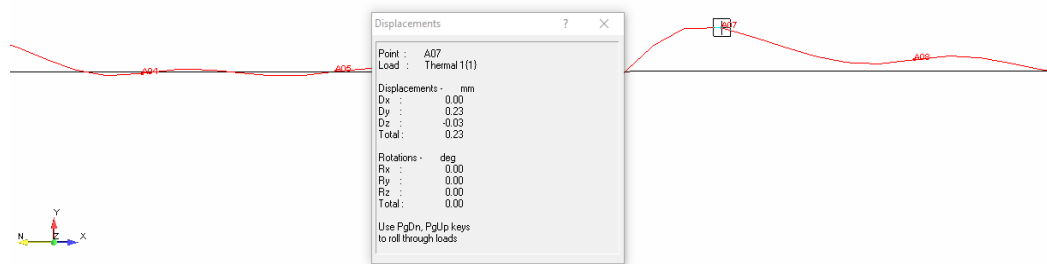 Displacements ? ×
Point : A07
Load : Thermal 1{1}
Displacements - mm
Dx : 0.00
Dy : 0.23
Dz : -0.03
Total : 0.23
Rotations - deg
Rx : 0.00
Ry : 0.00
Rz : 0.00
Total : 0.00
Use PgDn, PgUp keys
to roll through loads
A04
A05
A07
A08
Y
N Z X